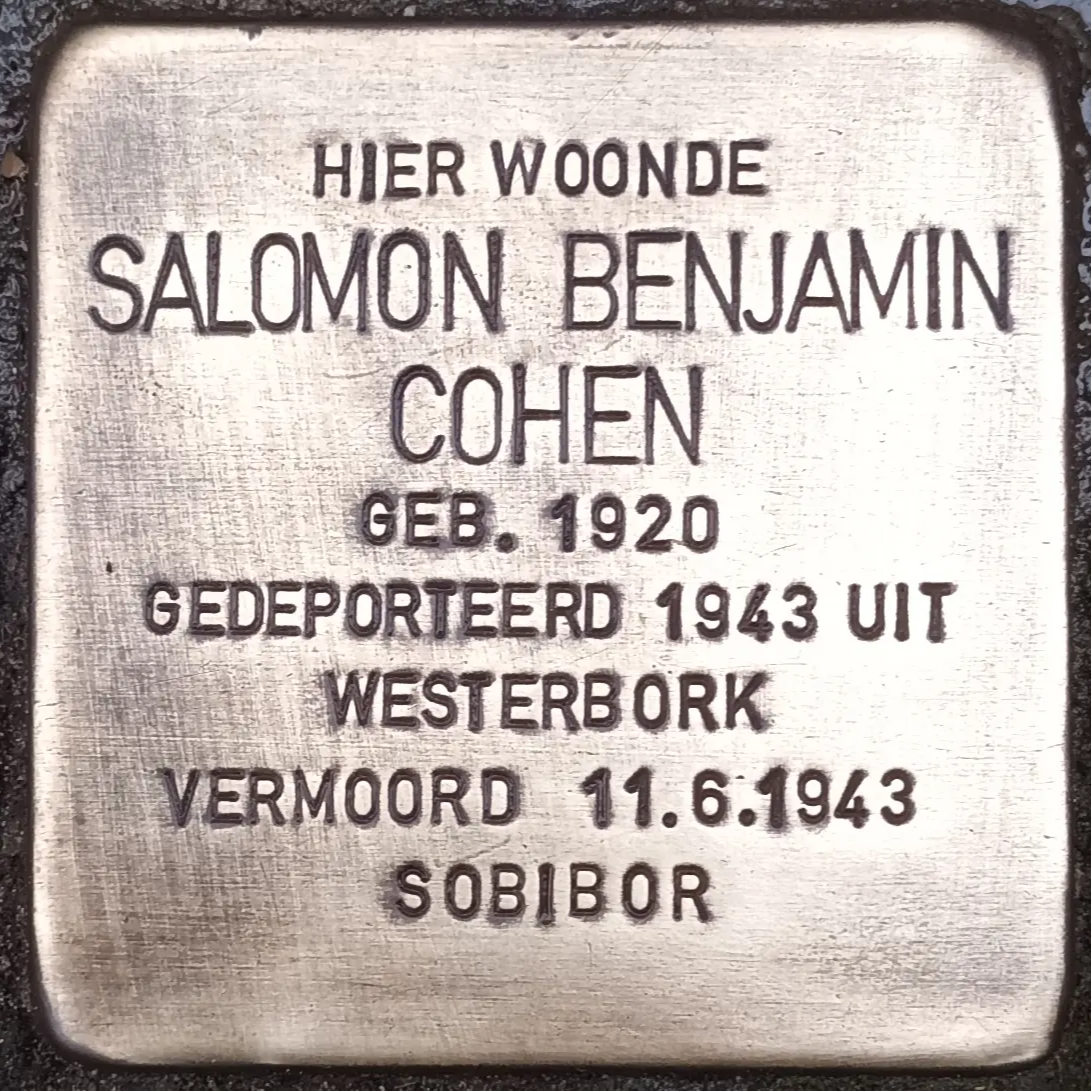 HIER WOONDE
SALOMON BENJAMIN
COHEN
GEB. 1920
GEDEPORTEERD 1943 UIT
WESTERBORK
VERMOORD 11.6.1943
SOBIBOR